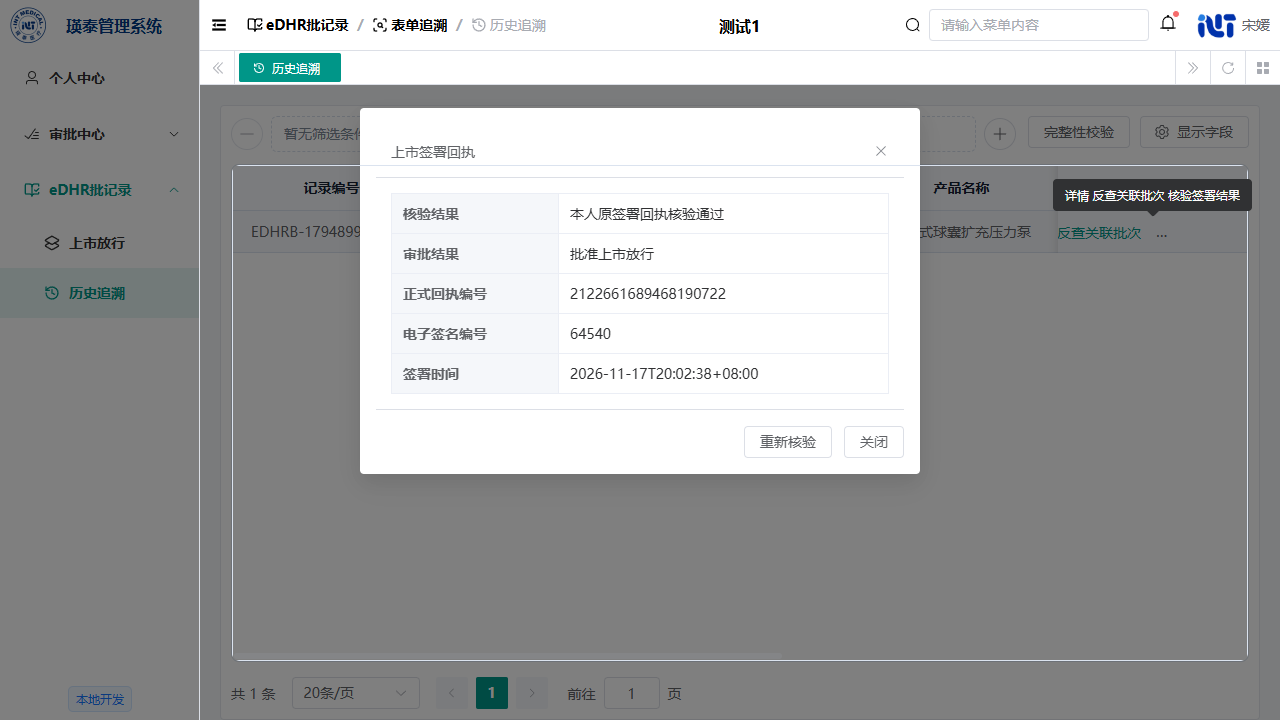 瑛泰管理系统
eDHR批记录 / 表单追溯 / 历史追溯
测试1
请输入菜单内容
宋媛
个人中心
历史追溯
审批中心
暂无筛选条件
完整性校验
显示字段
上市签署回执
eDHR批记录
记录编号
产品名称
详情 反查关联批次 核验签署结果
核验结果 本人原签署回执核验通过
EDHRB-1794899
式球囊扩充压力泵
反查关联批次 ...
上市放行
审批结果 批准上市放行
历史追溯
正式回执编号 2122661689468190722
电子签名编号 64540
签署时间 2026-11-17T20:02:38+08:00
重新核验
关闭
共 1 条
20条/页
1
前往 1 页
本地开发